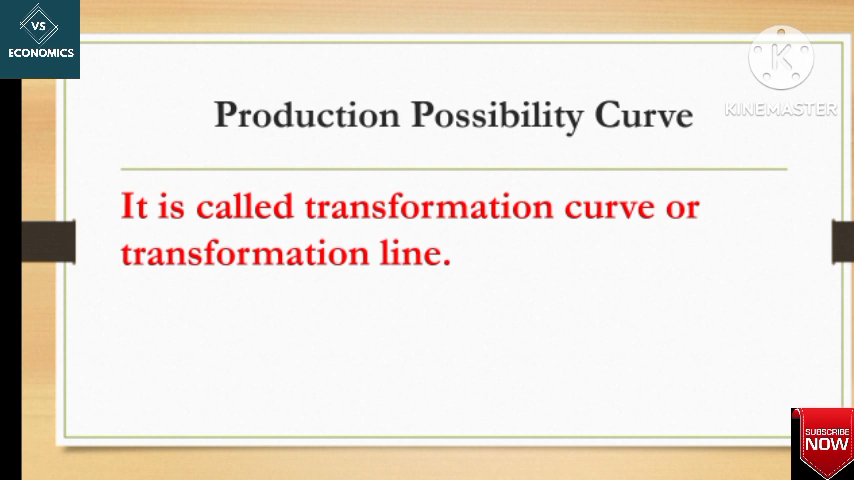 VS
ECONOMICS
K
KINEMASTER
Production Possibility Curve
It is called transformation curve or
transformation line.
SUBSCRIBE
NOW